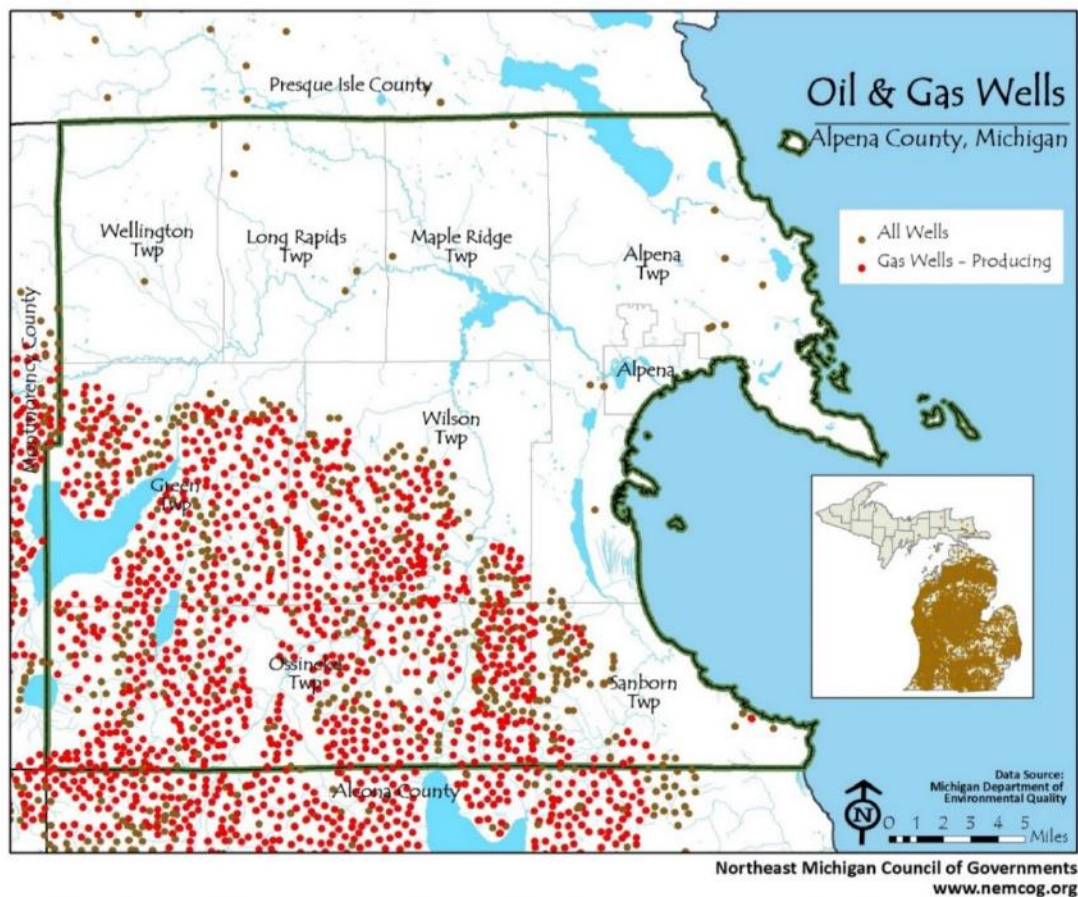 Oil & Gas Wells
Alpena County, Michigan
Presque Isle County
All Wells
Gas Wells - Producing
Wellington
Twp
Long Rapids
Twp
Maple Ridge
Twp
Alpena
Twp
Montmorency County
Alpena
Wilson
Twp
Green
Twp
Ossineke
Twp
Sanborn
Twp
Alcona County
Data Source:
Michigan Department of
Environmental Quality
N
0 1 2 3 4 5
Miles
Northeast Michigan Council of Governments
www.nemcog.org